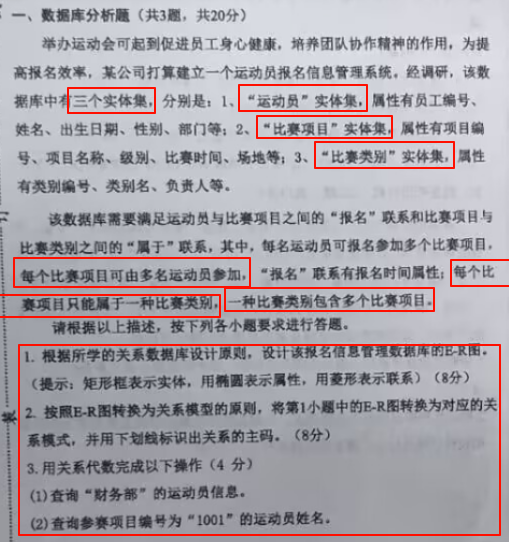 一、数据库分析题（共3题，共20分）
举办运动会可起到促进员工身心健康，培养团队协作精神的作用，为提
高报名效率，某公司打算建立一个运动员报名信息管理系统，经调研，该数
据库中有三个实体集，分别是：1、“运动员”实体集，属性有员工编号、
姓名、出生日期、性别、部门等；2、“比赛项目”实体集，属性有项目编
号、项目名称、级别、比赛时间、场地等；3、“比赛类别”实体集，属性
有类别编号、类别名、负责人等。
该数据库需要满足运动员与比赛项目之间的“报名”联系和比赛项目与
比赛类别之间的“属于”联系，其中，每名运动员可报名参加多个比赛项目，
每个比赛项目可由多名运动员参加，“报名”联系有报名时间属性；每个比
赛项目只能属于一种比赛类别，一种比赛类别包含多个比赛项目。
请根据以上描述，按下列各小题要求进行答题。
1. 根据所学的关系数据库设计原则，设计该报名信息管理数据库的E-R图。
（提示：矩形框表示实体，用椭圆表示属性，用菱形表示联系）（8分）
2. 按照E-R图转换为关系模型的原则，将第1小题中的E-R图转换为对应的关
系模式，并用下划线标识出关系的主码。（8分）
3. 用关系代数完成以下操作（4 分）
(1)查询“财务部”的运动员信息。
(2)查询参赛项目编号为“1001”的运动员姓名。